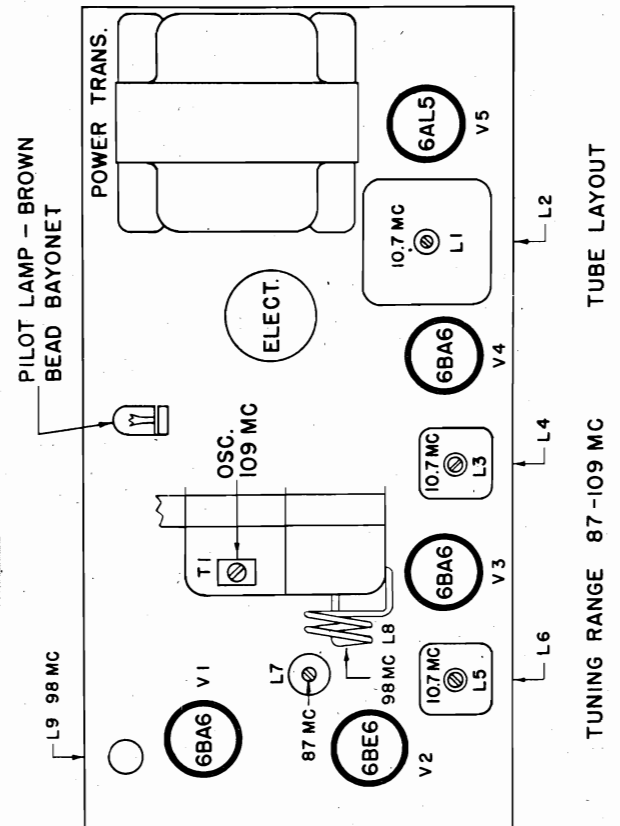 PILOT LAMP – BROWN
BEAD BAYONET
POWER TRANS.
6AL5
V5
ELECT.
10.7 MC
L1
L2
6BA6
V4
OSC.
109 MC
T1
10.7 MC
L3
L4
6BA6
V3
L9 98 MC
6BA6
V1
L7
87 MC
98 MC L8
6BE6
V2
10.7 MC
L5
L6
TUNING RANGE 87-109 MC
TUBE LAYOUT